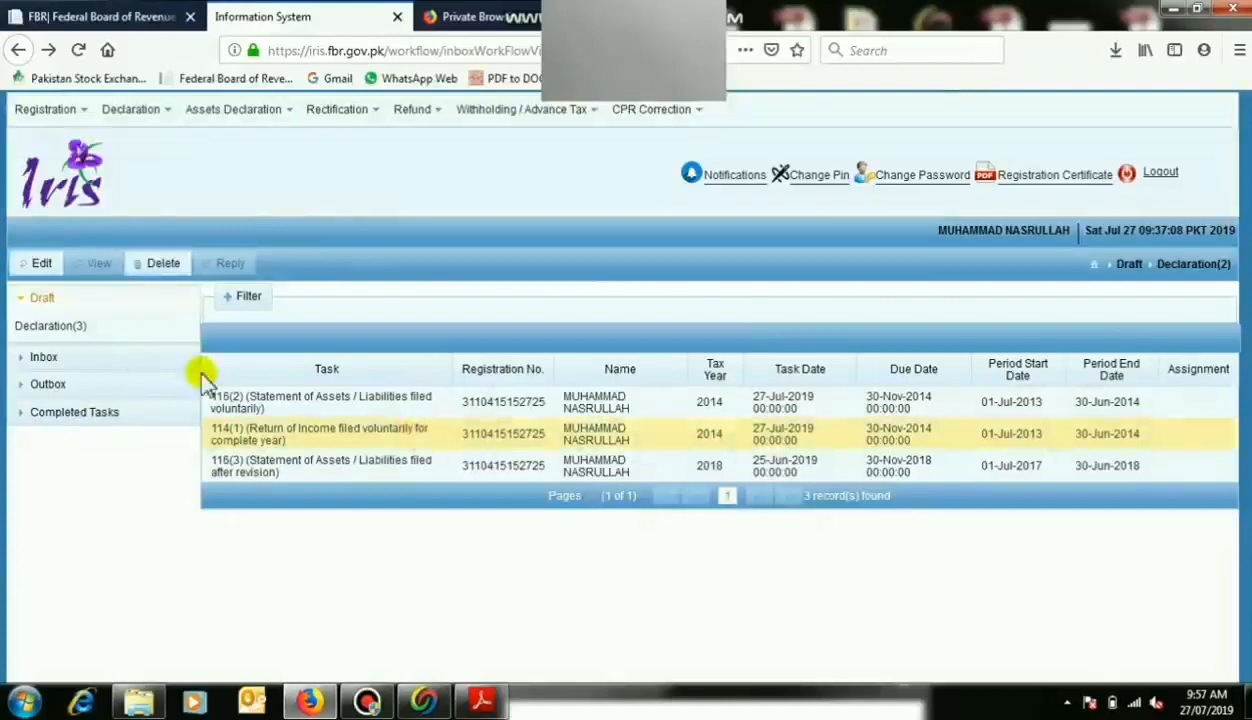 FBR| Federal Board of Revenue
Information System
Private Brow
WWW
M
https://iris.fbr.gov.pk/workflow/inboxWorkFlowVi
Search
Pakistan Stock Exchan...
Federal Board of Reve...
Gmail
WhatsApp Web
PDF to DOC
Registration
Declaration
Assets Declaration
Rectification
Refund
Withholding / Advance Tax
CPR Correction
Iris
Notifications
Change Pin
Change Password
PDF
Registration Certificate
Logout
MUHAMMAD NASRULLAH
Sat Jul 27 09:37:08 PKT 2019
Edit
View
Delete
Reply
Draft
Declaration(2)
Draft
Declaration(3)
Inbox
Outbox
Completed Tasks
+ Filter
Task
Registration No.
Name
Tax
Year
Task Date
Due Date
Period Start
Date
Period End
Date
Assignment
116(2) (Statement of Assets / Liabilities filed
voluntarily)
3110415152725
MUHAMMAD
NASRULLAH
2014
27-Jul-2019
00:00:00
30-Nov-2014
00:00:00
01-Jul-2013
30-Jun-2014
114(1) (Return of Income filed voluntarily for
complete year)
3110415152725
MUHAMMAD
NASRULLAH
2014
27-Jul-2019
00:00:00
30-Nov-2014
00:00:00
01-Jul-2013
30-Jun-2014
116(3) (Statement of Assets / Liabilities filed
after revision)
3110415152725
MUHAMMAD
NASRULLAH
2018
25-Jun-2019
00:00:00
30-Nov-2018
00:00:00
01-Jul-2017
30-Jun-2018
Pages (1 of 1) 1 3 record(s) found
9:57 AM
27/07/2019